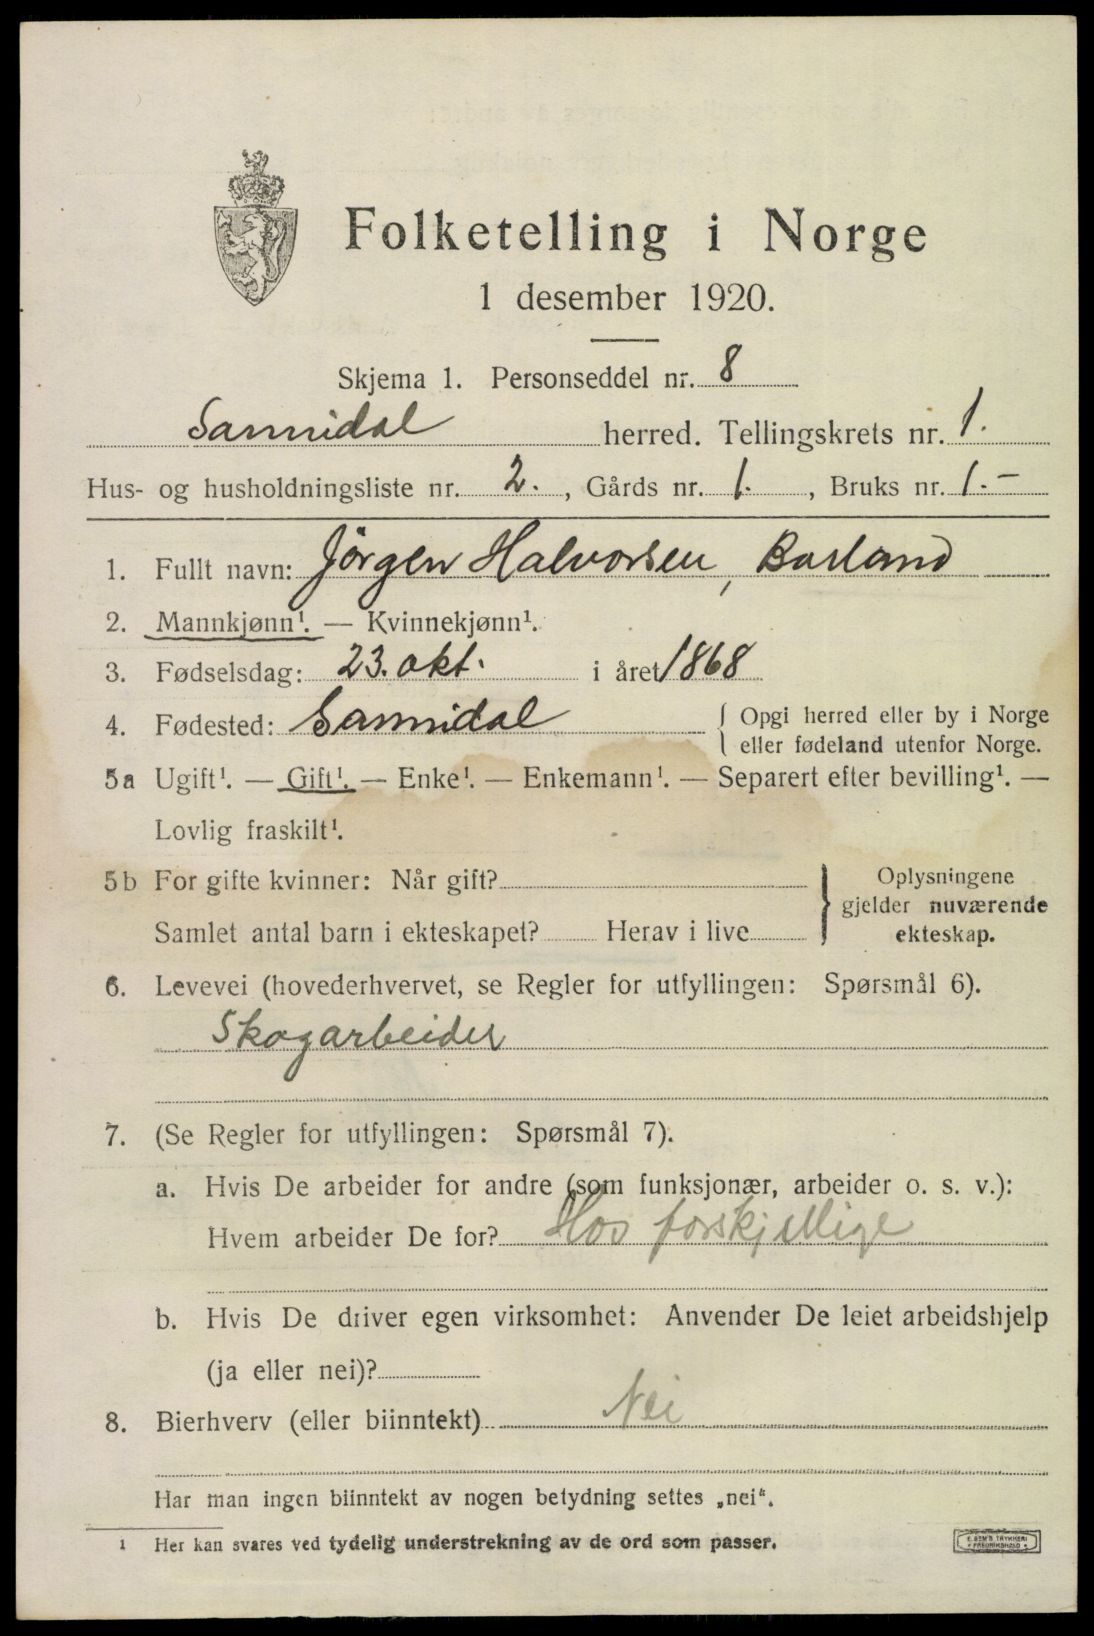 Folketelling i Norge
1 desember 1920.
Skjema 1. Personseddel nr. 8
Sannidal herred. Tellingskrets nr. 1.
Hus- og husholdningsliste nr. 2. , Gårds nr. 1. , Bruks nr. 1.-
1. Fullt navn: Jörgen Halvorsen, Barland
2. Mannkjønn¹. — Kvinnekjønn¹.
3. Fødselsdag: 23. okt. i året 1868
4. Fødested: Sannidal { Opgi herred eller by i Norge
eller fødeland utenfor Norge.
5a Ugift¹. — Gift¹. — Enke¹. — Enkemann¹. — Separert efter bevilling¹. —
Lovlig fraskilt¹.
5b For gifte kvinner: Når gift? } Oplysningene
gjelder nuværende
Samlet antal barn i ekteskapet? Herav i live ekteskap.
6. Levevei (hovederhvervet, se Regler for utfyllingen: Spørsmål 6).
Skogarbeider
7. (Se Regler for utfyllingen: Spørsmål 7).
a. Hvis De arbeider for andre (som funksjonær, arbeider o. s. v.):
Hvem arbeider De for? Hos forskjellige
b. Hvis De driver egen virksomhet: Anvender De leiet arbeidshjelp
(ja eller nei)?
8. Bierhverv (eller biinntekt) Nei
Har man ingen biinntekt av nogen betydning settes „nei“.
1 Her kan svares ved tydelig understrekning av de ord som passer.
TRYKKERI
FREDRIKSHALD